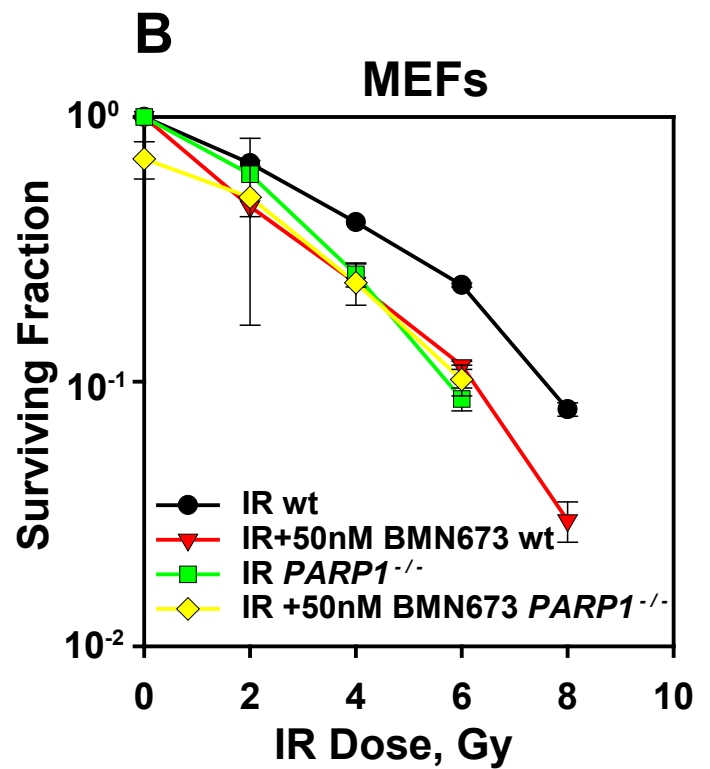 B
MEFs
Surviving Fraction
10⁰
10⁻¹
10⁻²
IR wt
IR+50nM BMN673 wt
IR PARP1⁻/⁻
IR +50nM BMN673 PARP1⁻/⁻
0 2 4 6 8 10
IR Dose, Gy